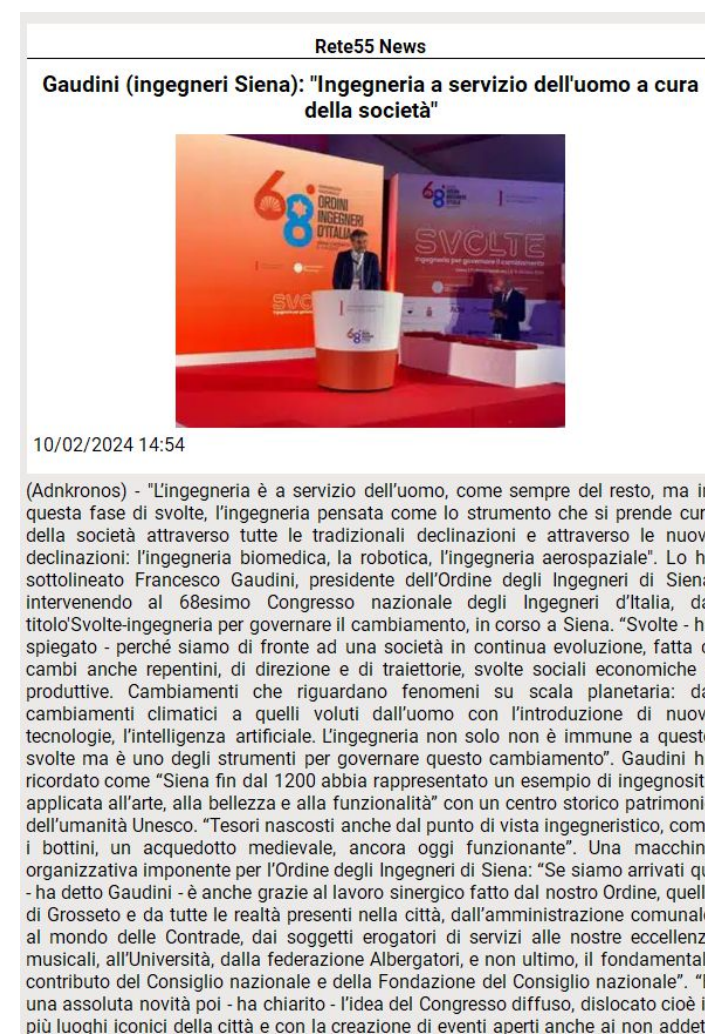 Rete55 News
Gaudini (ingegneri Siena): "Ingegneria a servizio dell'uomo a cura
della società"
68°
ORDINI
INGEGNERI
D'ITALIA
SVOLTE
10/02/2024 14:54
(Adnkronos) - "L'ingegneria è a servizio dell’uomo, come sempre del resto, ma i
questa fase di svolte, l’ingegneria pensata come lo strumento che si prende cur
della società attraverso tutte le tradizionali declinazioni e attraverso le nuov
declinazioni: l’ingegneria biomedica, la robotica, l’ingegneria aerospaziale". Lo h
sottolineato Francesco Gaudini, presidente dell’Ordine degli Ingegneri di Siena
intervenendo al 68esimo Congresso nazionale degli Ingegneri d’Italia, da
titolo'Svolte-ingegneria per governare il cambiamento, in corso a Siena. “Svolte - h
spiegato - perché siamo di fronte ad una società in continua evoluzione, fatta d
cambi anche repentini, di direzione e di traiettorie, svolte sociali economiche
produttive. Cambiamenti che riguardano fenomeni su scala planetaria: da
cambiamenti climatici a quelli voluti dall’uomo con l’introduzione di nuov
tecnologie, l’intelligenza artificiale. L’ingegneria non solo non è immune a quest
svolte ma è uno degli strumenti per governare questo cambiamento”. Gaudini h
ricordato come “Siena fin dal 1200 abbia rappresentato un esempio di ingegnosit
applicata all’arte, alla bellezza e alla funzionalità” con un centro storico patrimoni
dell’umanità Unesco. “Tesori nascosti anche dal punto di vista ingegneristico, com
i bottini, un acquedotto medievale, ancora oggi funzionante”. Una macchin
organizzativa imponente per l’Ordine degli Ingegneri di Siena: “Se siamo arrivati qu
- ha detto Gaudini - è anche grazie al lavoro sinergico fatto dal nostro Ordine, quell
di Grosseto e da tutte le realtà presenti nella città, dall’amministrazione comunale
al mondo delle Contrade, dai soggetti erogatori di servizi alle nostre eccellenz
musicali, all’Università, dalla federazione Albergatori, e non ultimo, il fondamental
contributo del Consiglio nazionale e della Fondazione del Consiglio nazionale”. “
una assoluta novità poi - ha chiarito - l’idea del Congresso diffuso, dislocato cioè i
più luoghi iconici della città e con la creazione di eventi aperti anche ai non addet